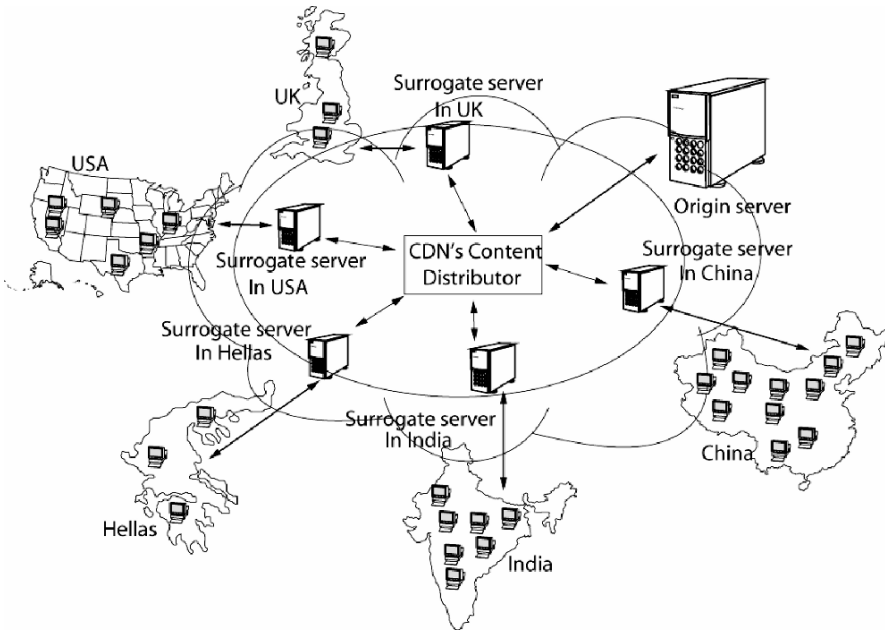 Surrogate server
In UK
UK
USA
Origin server
Surrogate server
In USA
CDN's Content
Distributor
Surrogate server
In China
Surrogate server
In Hellas
Surrogate server
In India
China
Hellas
India